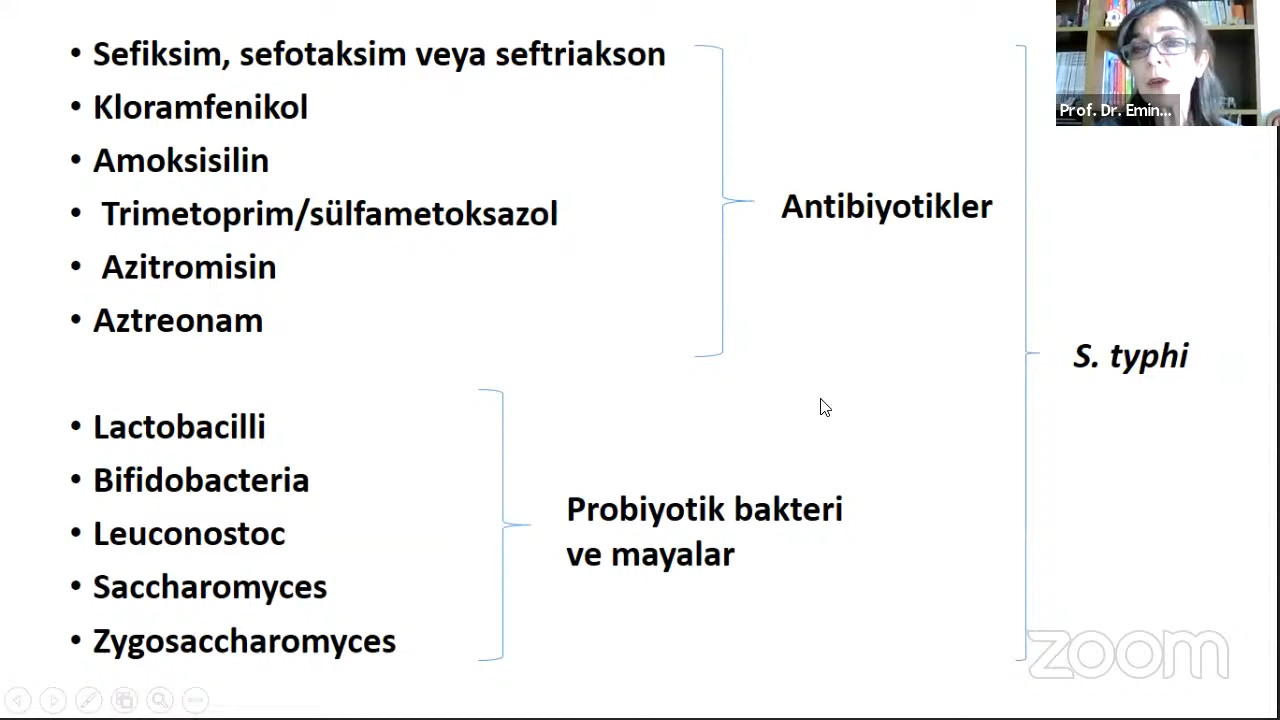 • Sefiksim, sefotaksim veya seftriakson
• Kloramfenikol
• Amoksisilin
• Trimetoprim/sülfametoksazol
• Azitromisin
• Aztreonam
Antibiyotikler
• Lactobacilli
• Bifidobacteria
• Leuconostoc
• Saccharomyces
• Zygosaccharomyces
Probiyotik bakteri
ve mayalar
S. typhi
Prof. Dr. Emin...
zoom